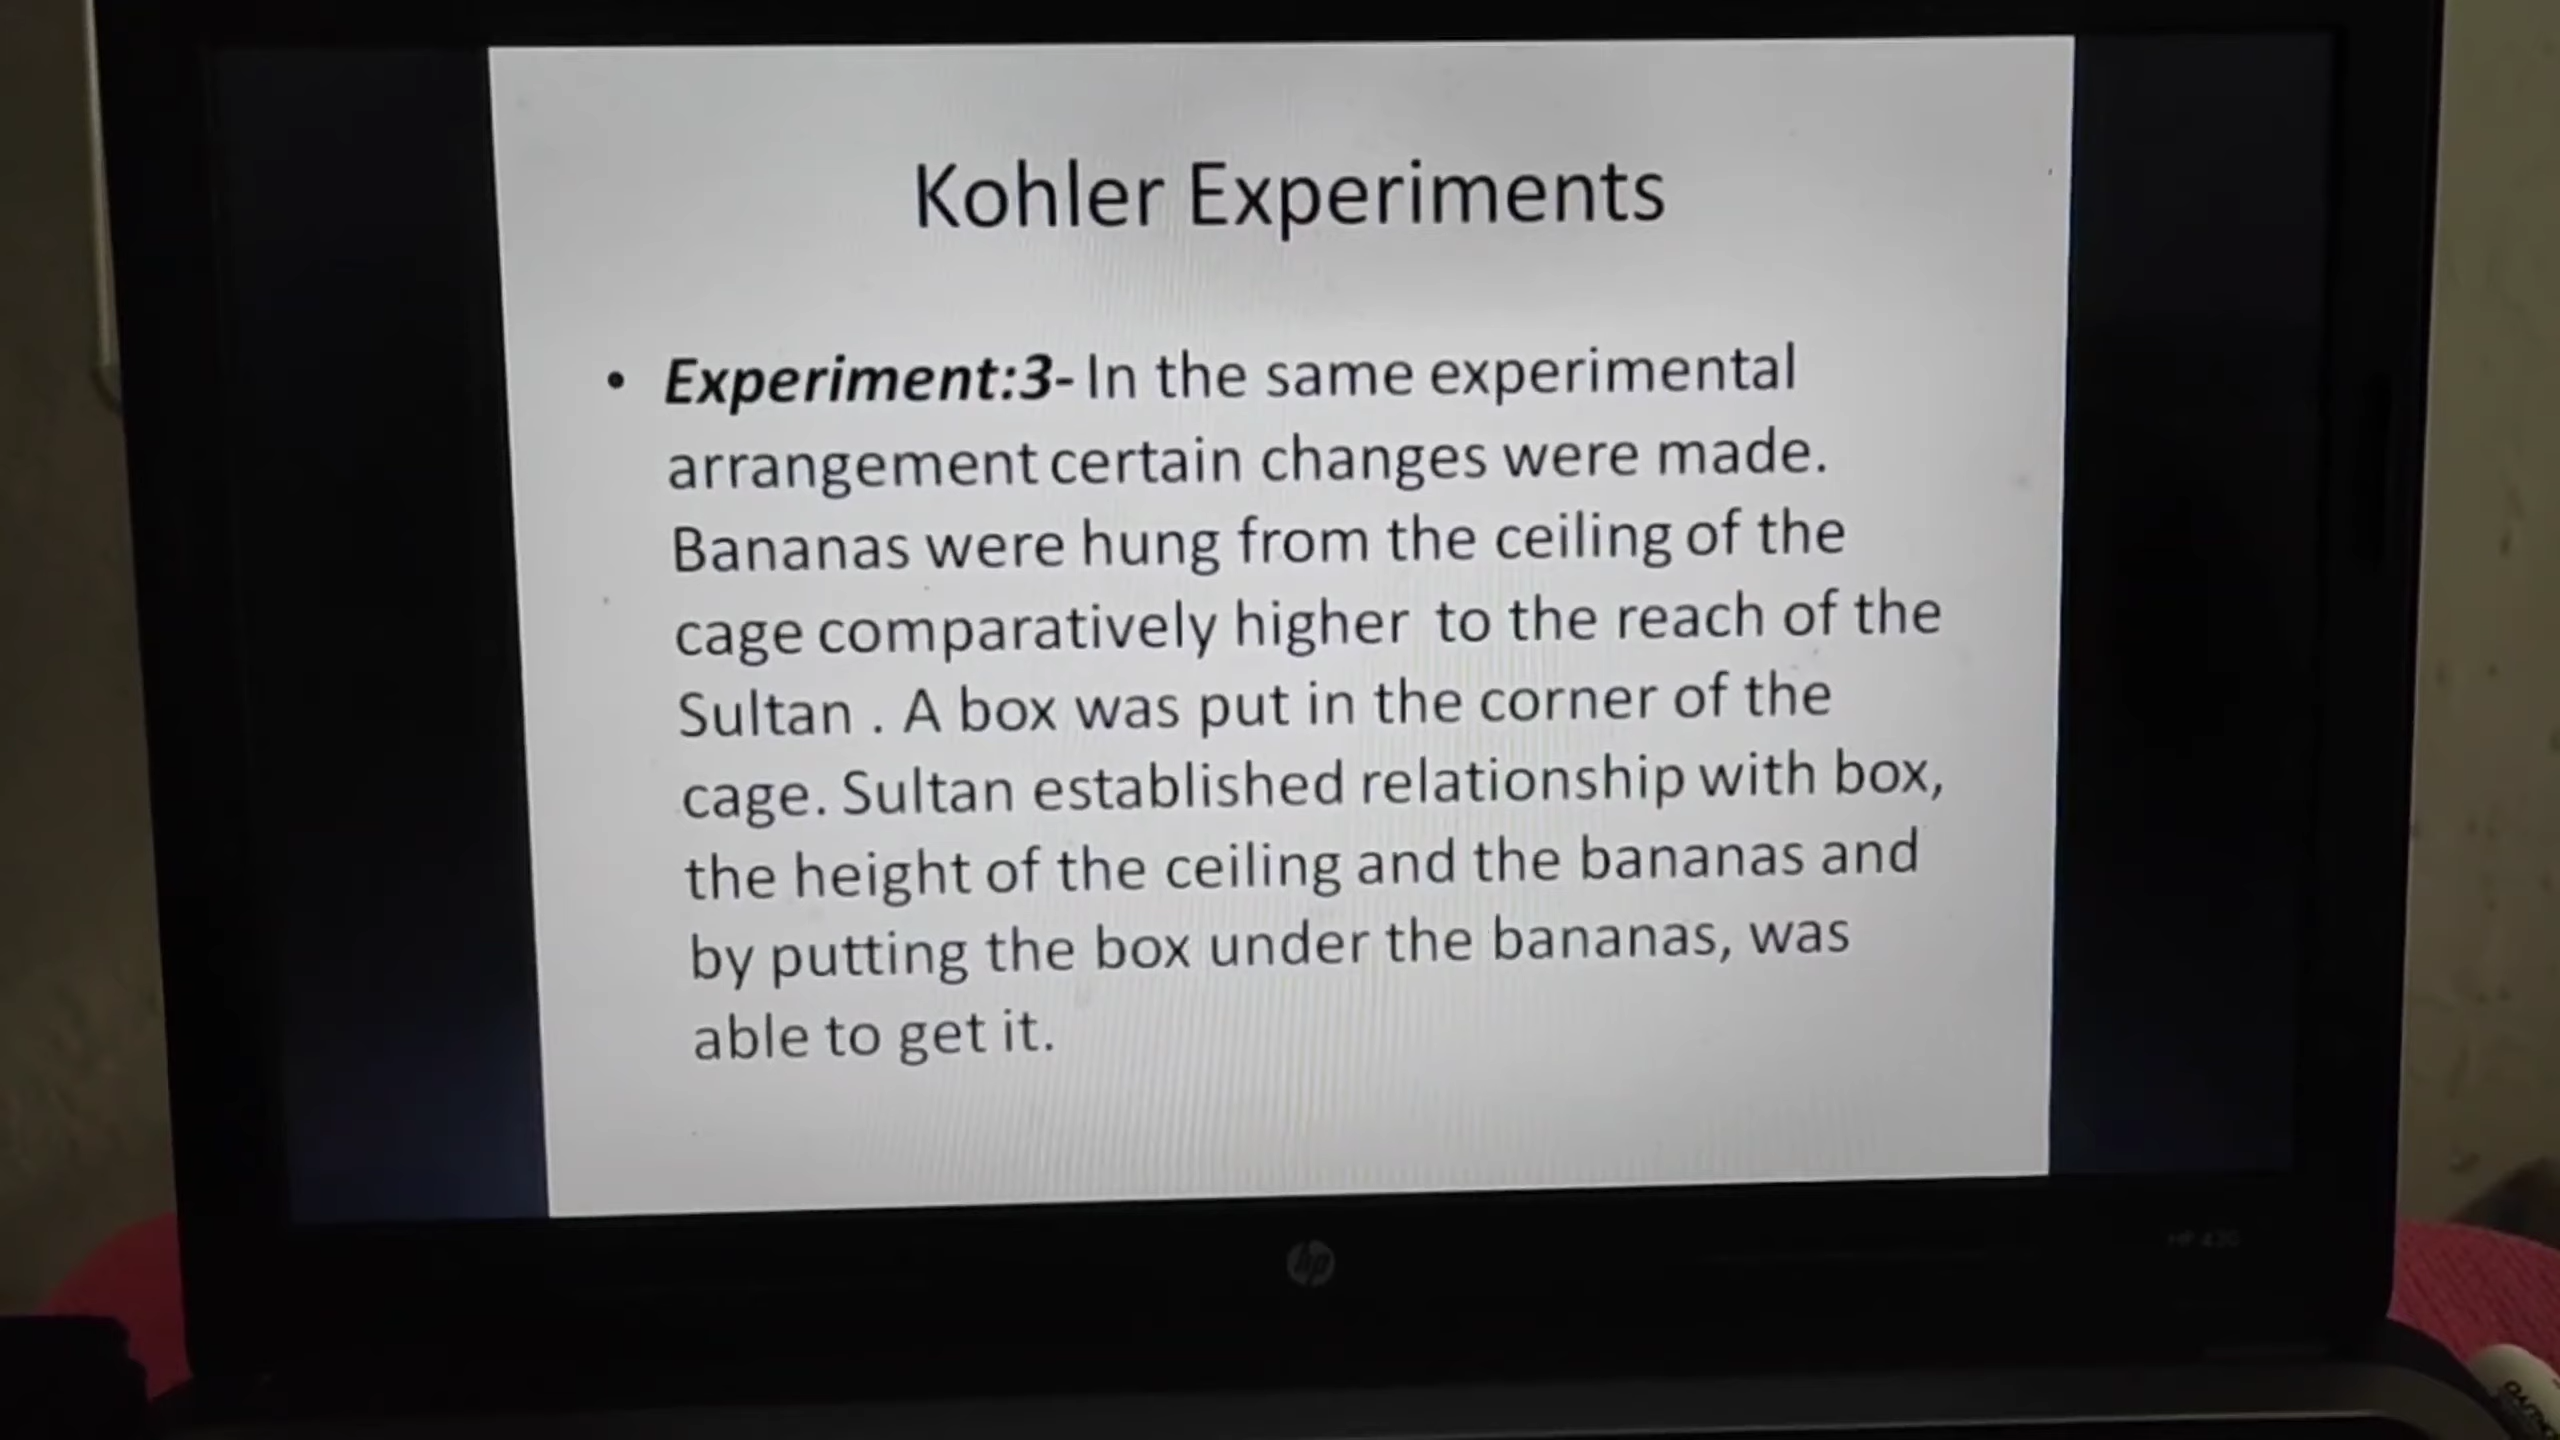 Kohler Experiments
• Experiment:3- In the same experimental
arrangement certain changes were made.
Bananas were hung from the ceiling of the
cage comparatively higher to the reach of the
Sultan . A box was put in the corner of the
cage. Sultan established relationship with box,
the height of the ceiling and the bananas and
by putting the box under the bananas, was
able to get it.
hp